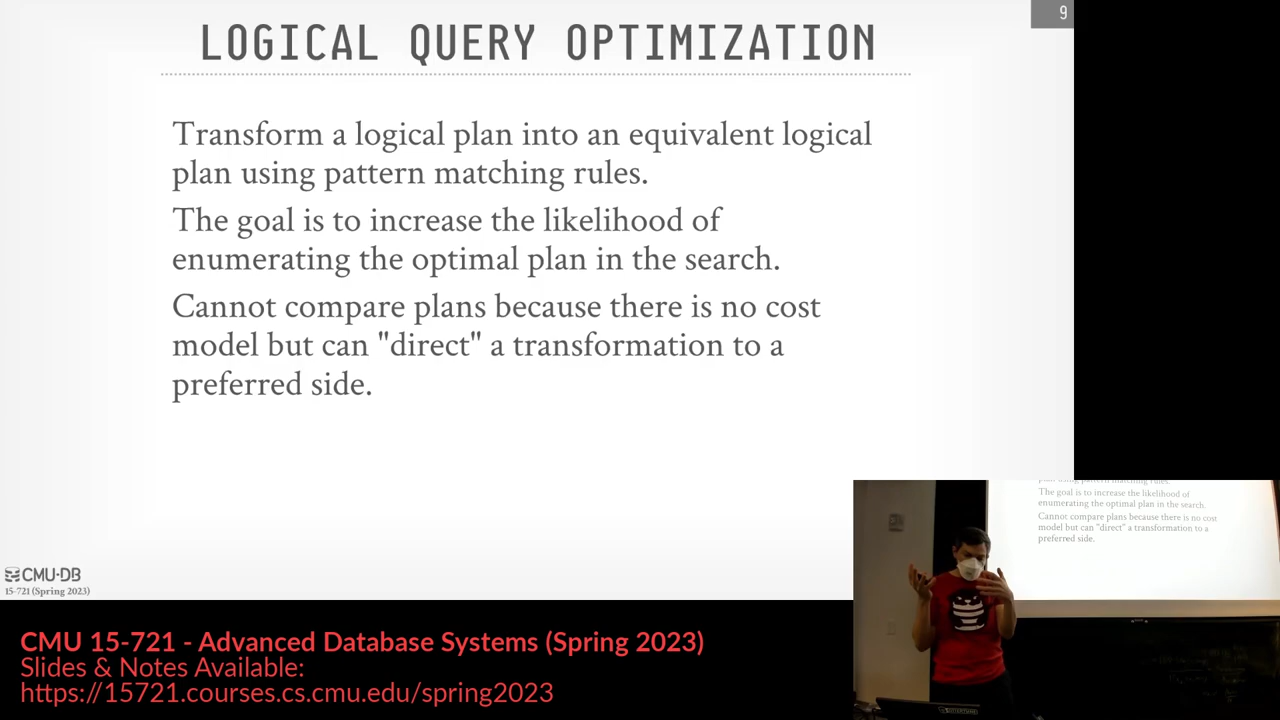 9
LOGICAL QUERY OPTIMIZATION
Transform a logical plan into an equivalent logical
plan using pattern matching rules.
The goal is to increase the likelihood of
enumerating the optimal plan in the search.
Cannot compare plans because there is no cost
model but can "direct" a transformation to a
preferred side.
CMU·DB
15-721 (Spring 2023)
plan using pattern matching rules.
The goal is to increase the likelihood of
enumerating the optimal plan in the search.
Cannot compare plans because there is no cost
model but can "direct" a transformation to a
preferred side.
CMU 15-721 - Advanced Database Systems (Spring 2023)
Slides & Notes Available:
https://15721.courses.cs.cmu.edu/spring2023